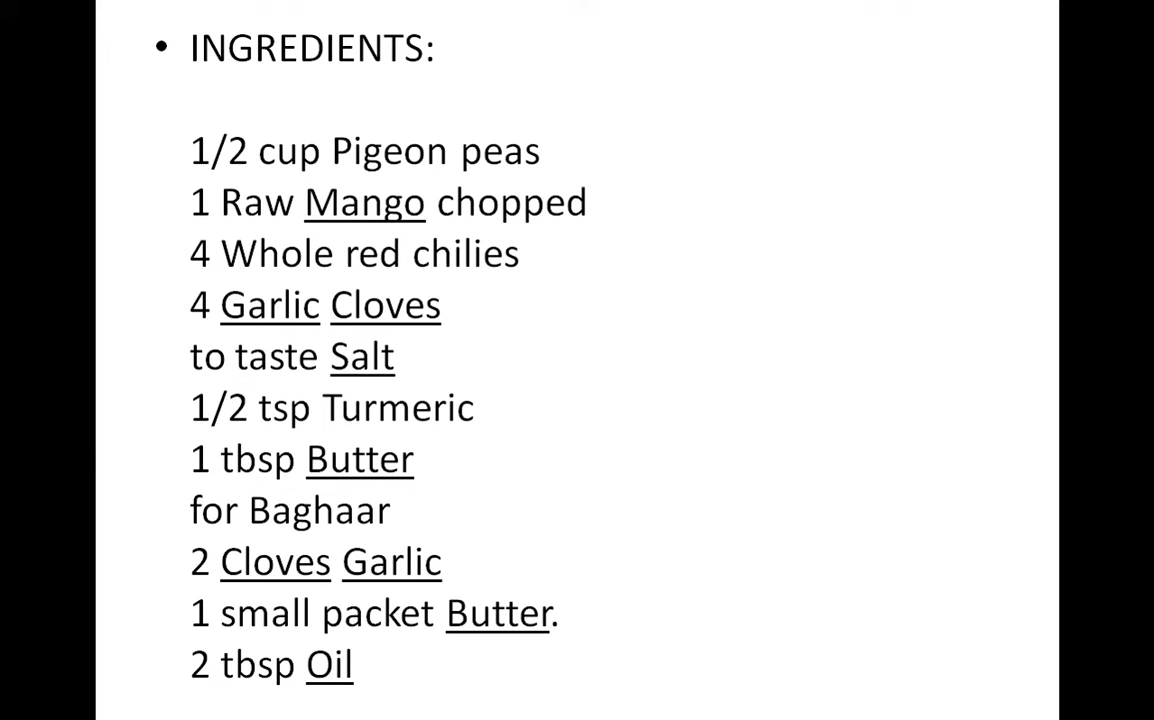 • INGREDIENTS:
1/2 cup Pigeon peas
1 Raw Mango chopped
4 Whole red chilies
4 Garlic Cloves
to taste Salt
1/2 tsp Turmeric
1 tbsp Butter
for Baghaar
2 Cloves Garlic
1 small packet Butter.
2 tbsp Oil